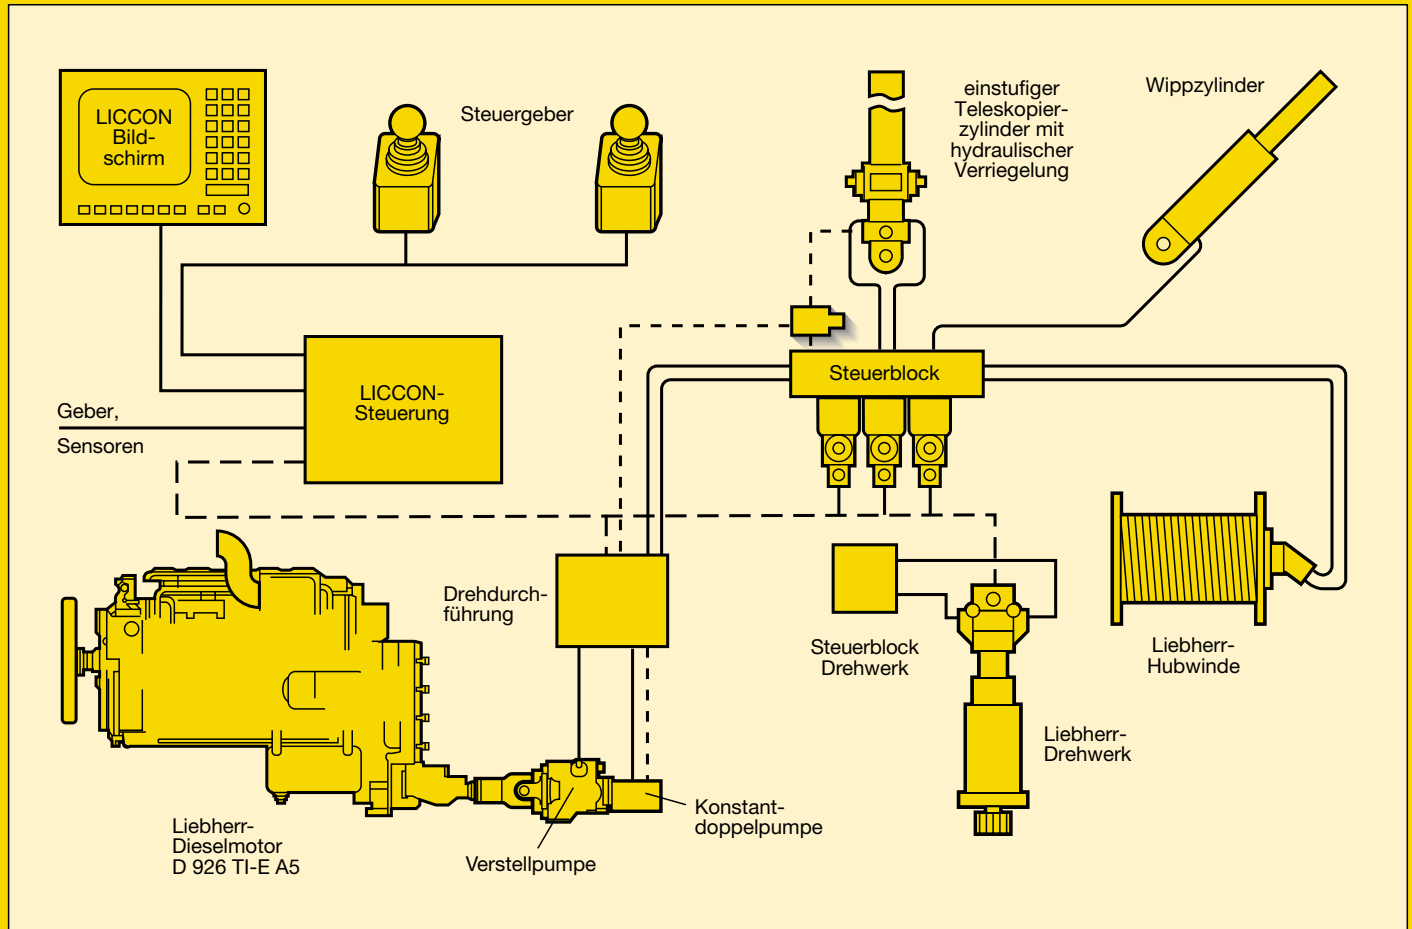 LICCON
Bild-
schirm
Steuergeber
einstufiger
Teleskopier-
zylinder mit
hydraulischer
Verriegelung
Wippzylinder
LICCON-
Steuerung
Geber,
Sensoren
Steuerblock
Drehdurch-
führung
Steuerblock
Drehwerk
Liebherr-
Hubwinde
Liebherr-
Drehwerk
Konstant-
doppelpumpe
Verstellpumpe
Liebherr-
Dieselmotor
D 926 TI-E A5